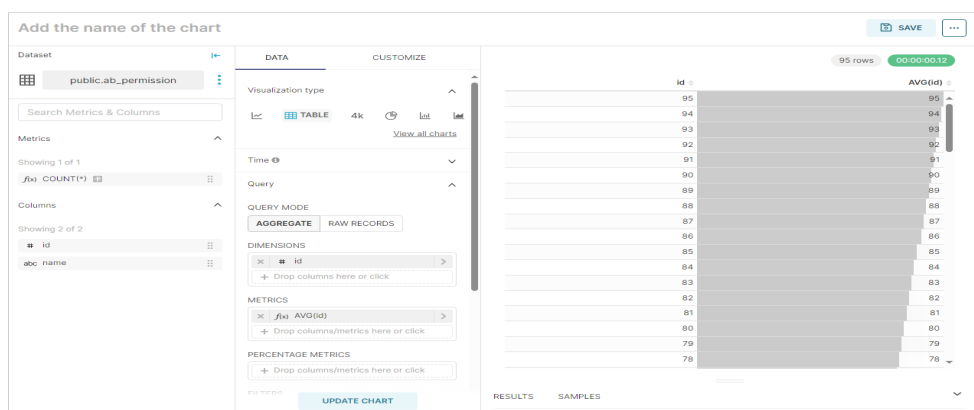 Add the name of the chart
SAVE
Dataset
public.ab_permission
Search Metrics & Columns
Metrics
Showing 1 of 1
f(x) COUNT(*)
Columns
Showing 2 of 2
# id
abc name
DATA CUSTOMIZE
Visualization type
TABLE 4k
View all charts
Time
Query
QUERY MODE
AGGREGATE RAW RECORDS
DIMENSIONS
# id
+ Drop columns here or click
METRICS
f(x) AVG(id)
+ Drop columns/metrics here or click
PERCENTAGE METRICS
+ Drop columns/metrics here or click
FILTERS
UPDATE CHART
95 rows 00:00:00.12
id AVG(id)
95 95
94 94
93 93
92 92
91 91
90 90
89 89
88 88
87 87
86 86
85 85
84 84
83 83
82 82
81 81
80 80
79 79
78 78
RESULTS SAMPLES